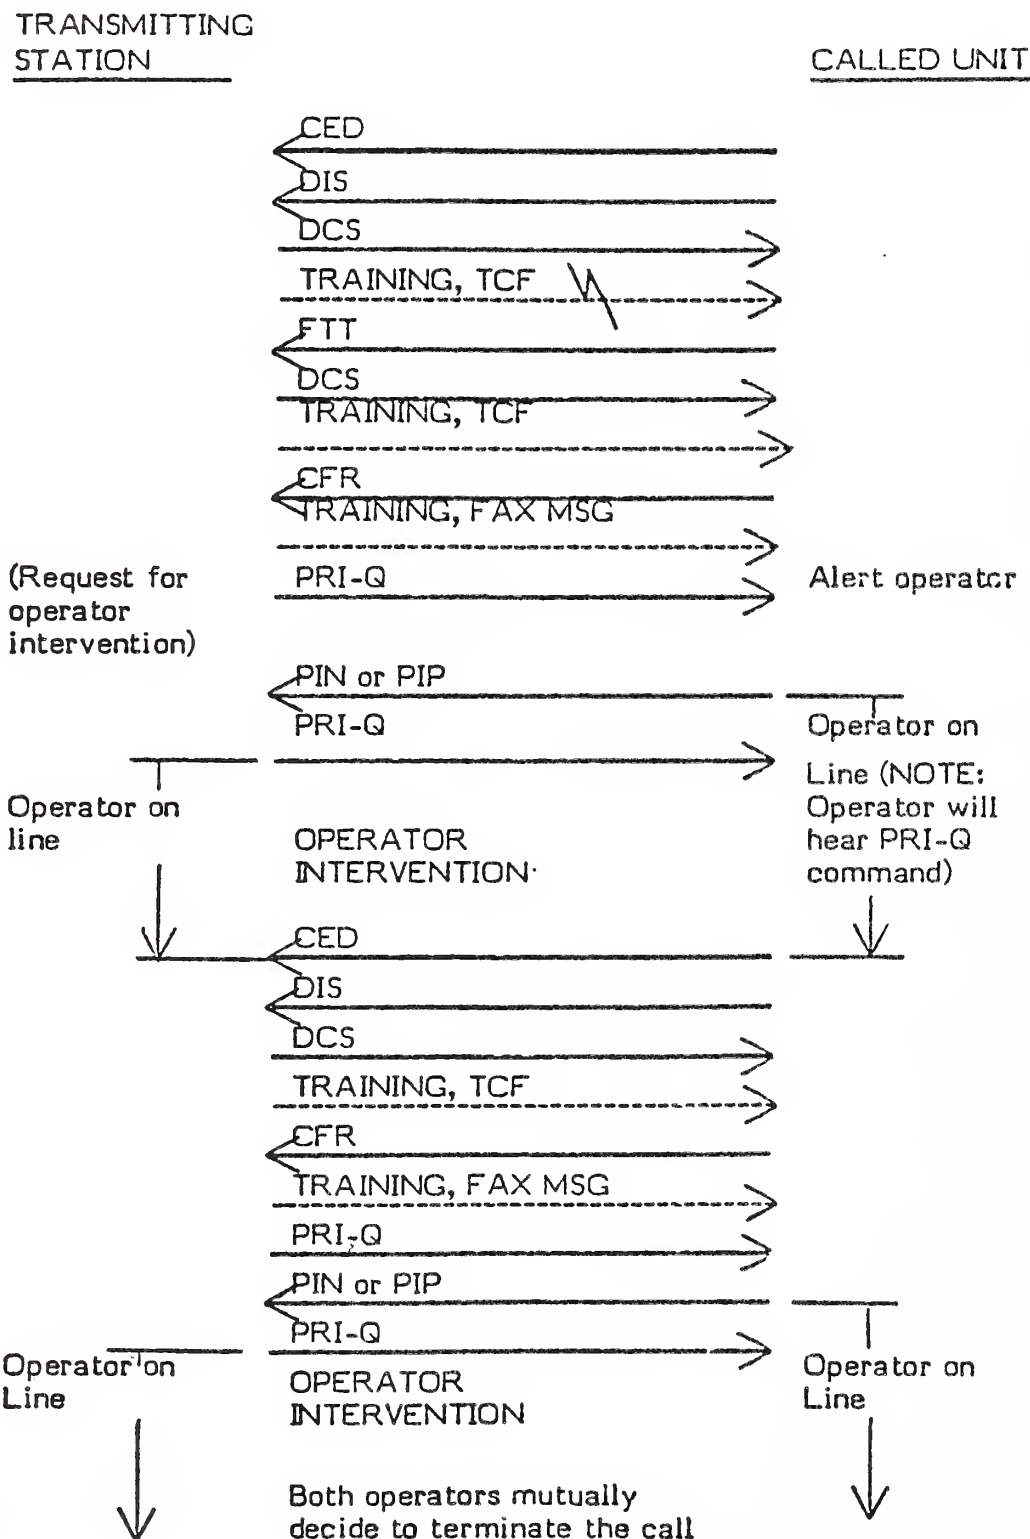 TRANSMITTING
STATION
CALLED UNIT
CED
DIS
DCS
TRAINING, TCF
FTT
DCS
TRAINING, TCF
CFR
TRAINING, FAX MSG
(Request for
operator
intervention)
PRI-Q
Alert operator
PIN or PIP
PRI-Q
Operator on
Line (NOTE:
Operator will
hear PRI-Q
command)
Operator on
line
OPERATOR
INTERVENTION
CED
DIS
DCS
TRAINING, TCF
CFR
TRAINING, FAX MSG
PRI-Q
PIN or PIP
PRI-Q
Operator on
Line
OPERATOR
INTERVENTION
Operator on
Line
Both operators mutually
decide to terminate the call